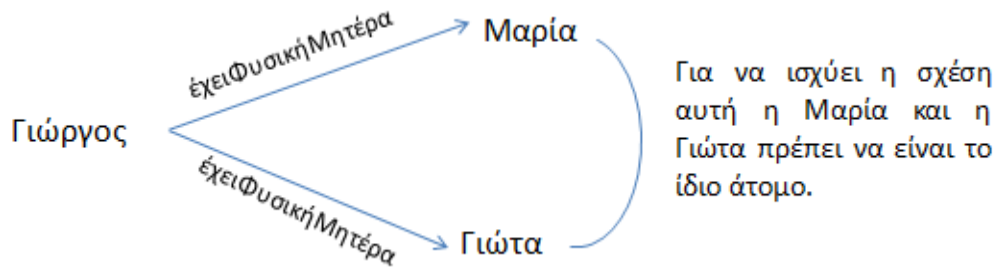 έχειΦυσικήΜητέρα
Μαρία
Γιώργος
έχειΦυσικήΜητέρα
Γιώτα
Για να ισχύει η σχέση
αυτή η Μαρία και η
Γιώτα πρέπει να είναι το
ίδιο άτομο.